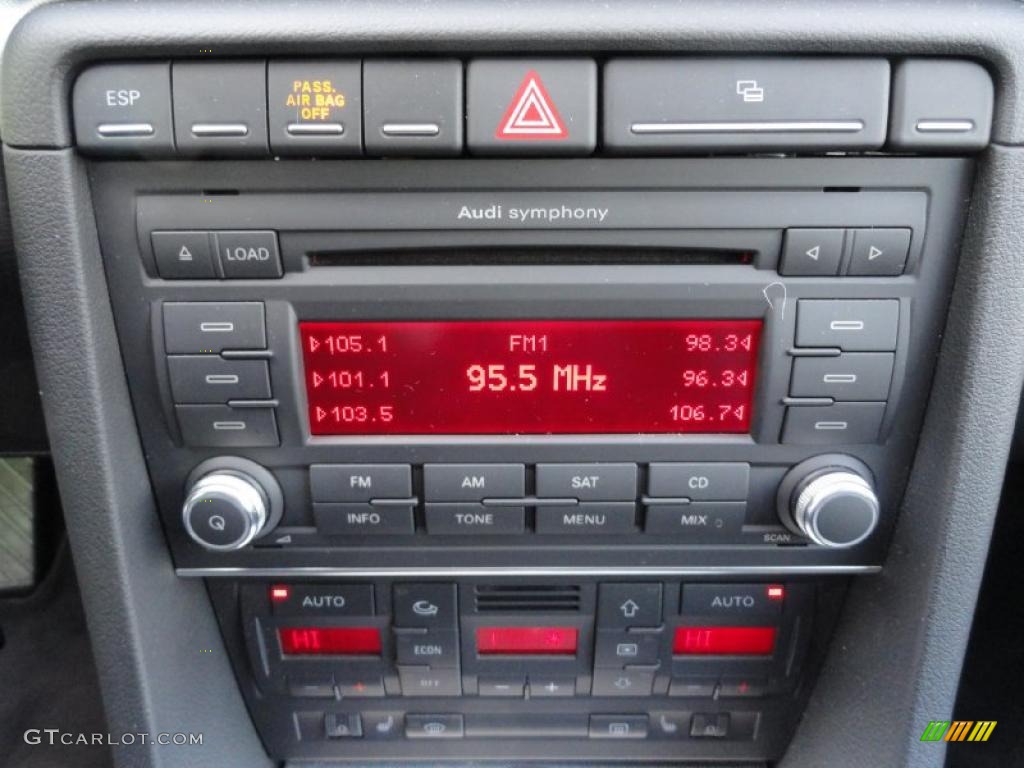 ESP
PASS.
AIR BAG
OFF
Audi symphony
LOAD
105.1 FM1 98.3
101.1 95.5 MHz 96.3
103.5 106.7
FM AM SAT CD
INFO TONE MENU MIX
SCAN
AUTO AUTO
HI HI
ECON
OFF
GTCARLOT.COM